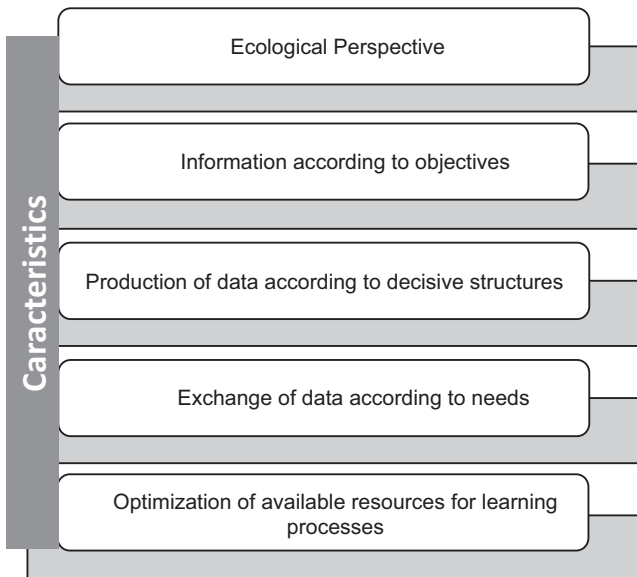 Caracteristics
Ecological Perspective
Information according to objectives
Production of data according to decisive structures
Exchange of data according to needs
Optimization of available resources for learning
processes